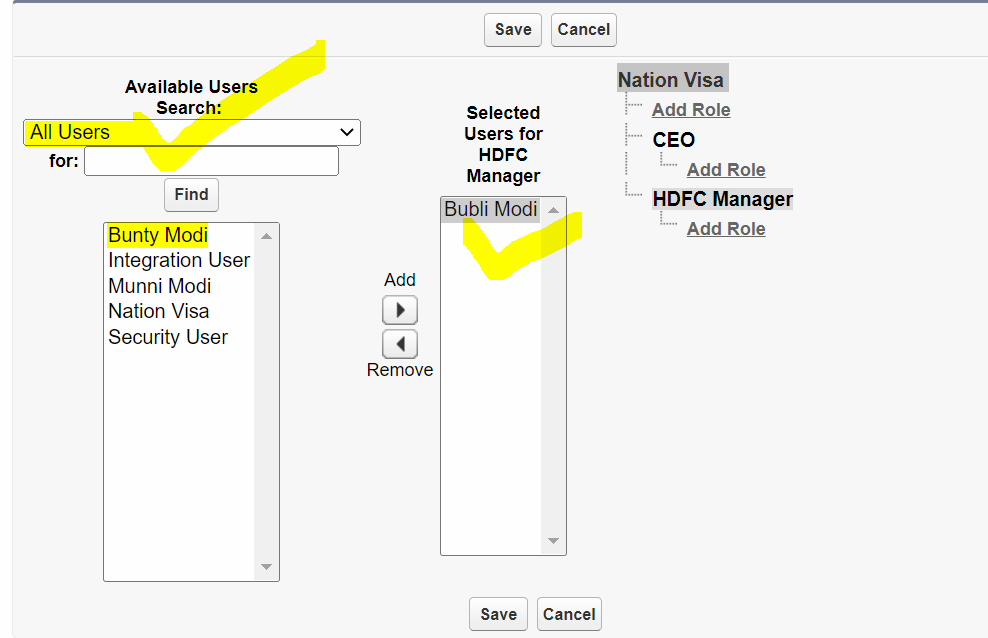 Save Cancel
Available Users
Search:
All Users
for:
Find
Bunty Modi
Integration User
Munni Modi
Nation Visa
Security User
Add
Remove
Selected
Users for
HDFC
Manager
Bubli Modi
Nation Visa
Add Role
CEO
Add Role
HDFC Manager
Add Role
Save Cancel